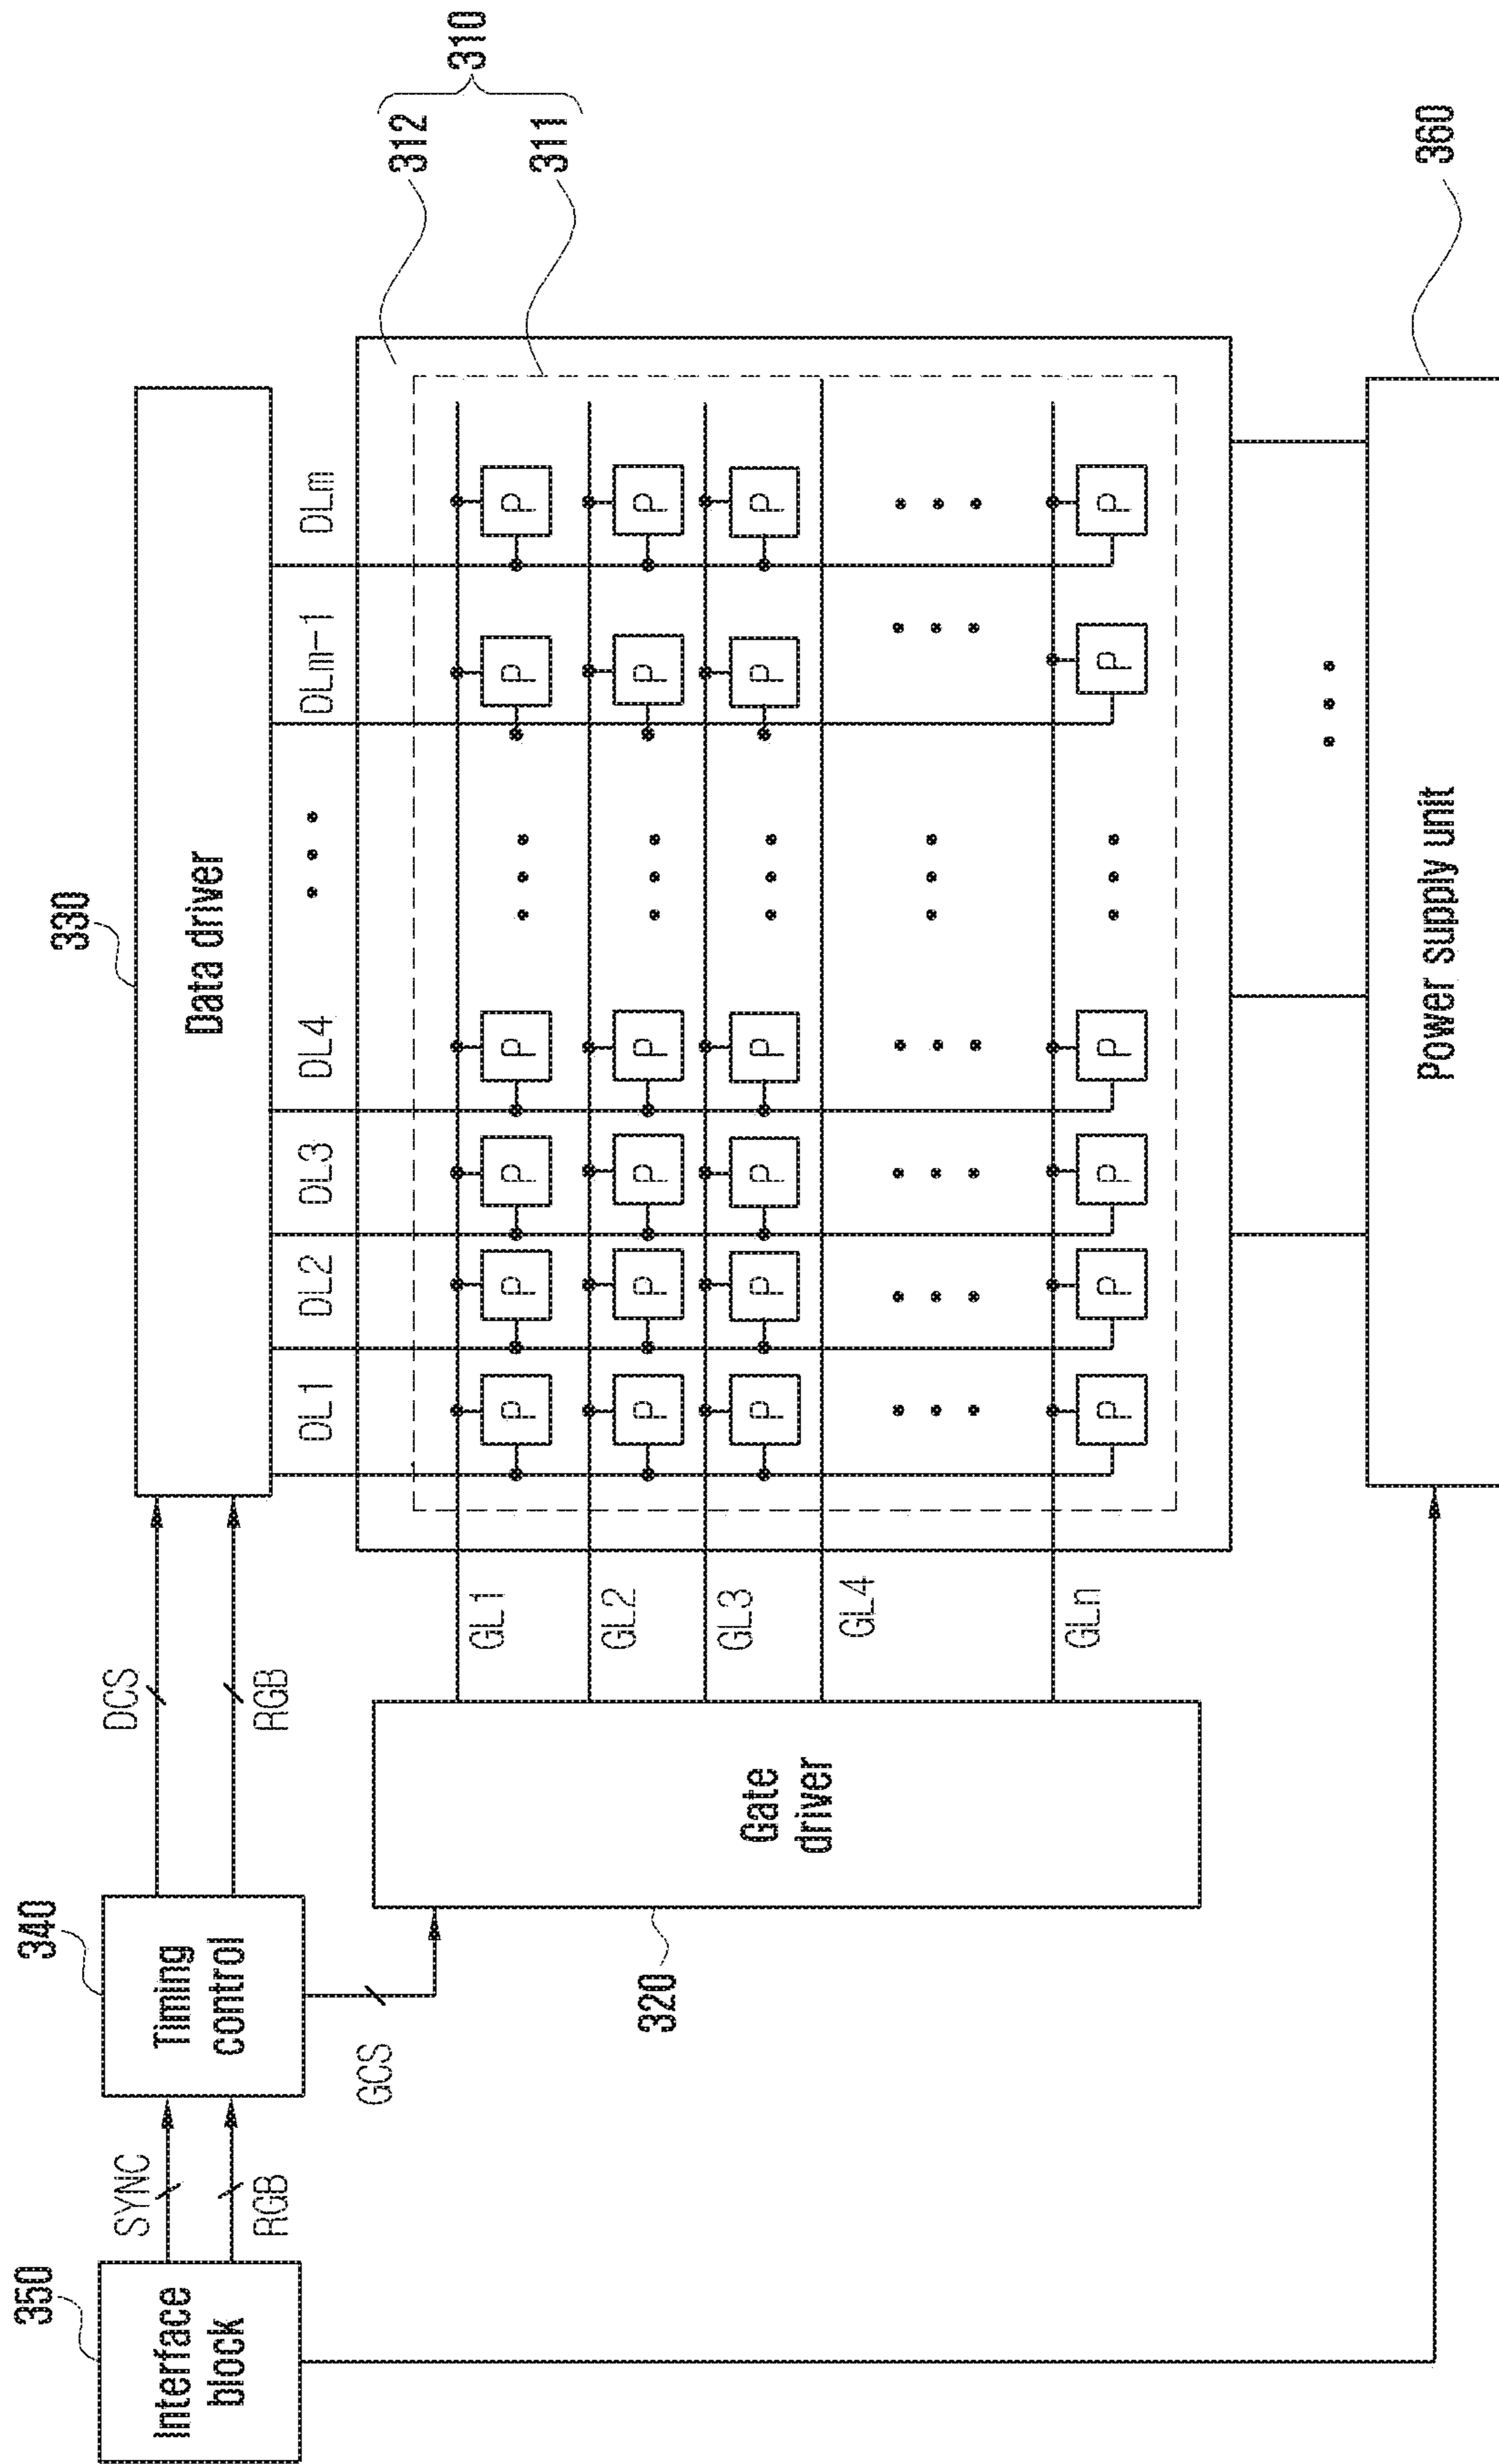 310
312
311
330
Data driver
350
340
Interface
block
SYNC
RGB
Timing
control
DCS
RGB
GCS
DL1
DL2
DL3
DL4
DLm-1
DLm
GL1
P
P
P
P
P
P
GL2
P
P
P
P
P
P
GL3
P
P
P
P
P
P
GL4
GLn
P
P
P
P
P
P
Gate
driver
320
360
Power supply unit